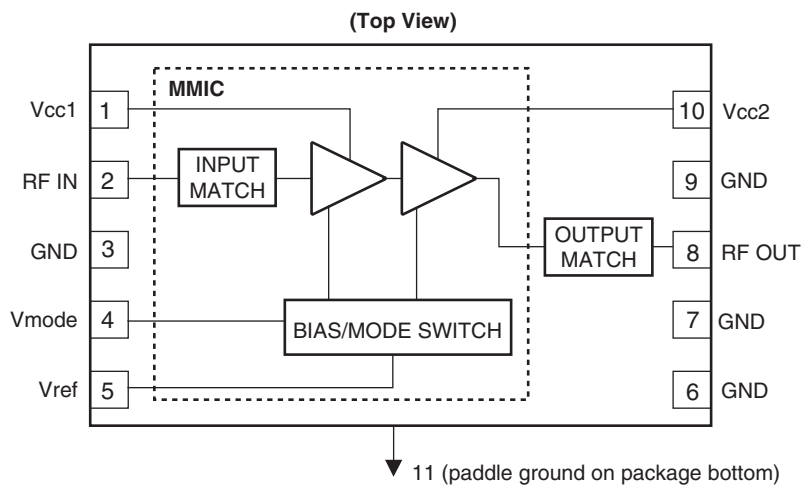 (Top View)
MMIC
Vcc1
1
10
Vcc2
RF IN
2
INPUT
MATCH
9
GND
GND
3
OUTPUT
MATCH
8
RF OUT
Vmode
4
BIAS/MODE SWITCH
7
GND
Vref
5
6
GND
11 (paddle ground on package bottom)